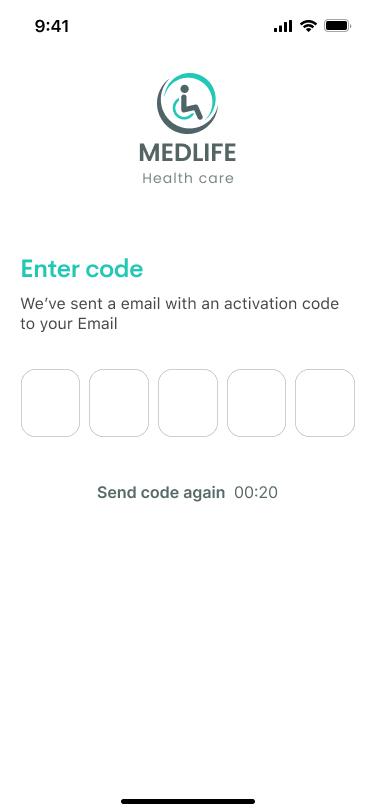 9:41
MEDLIFE
Health care
Enter code
We’ve sent a email with an activation code
to your Email
Send code again 00:20